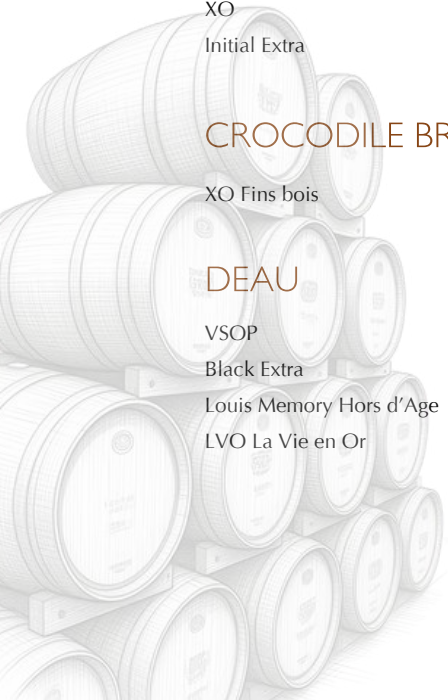 XO
Initial Extra
CROCODILE BR
XO Fins bois
DEAU
VSOP
Black Extra
Louis Memory Hors d’Age
LVO La Vie en Or